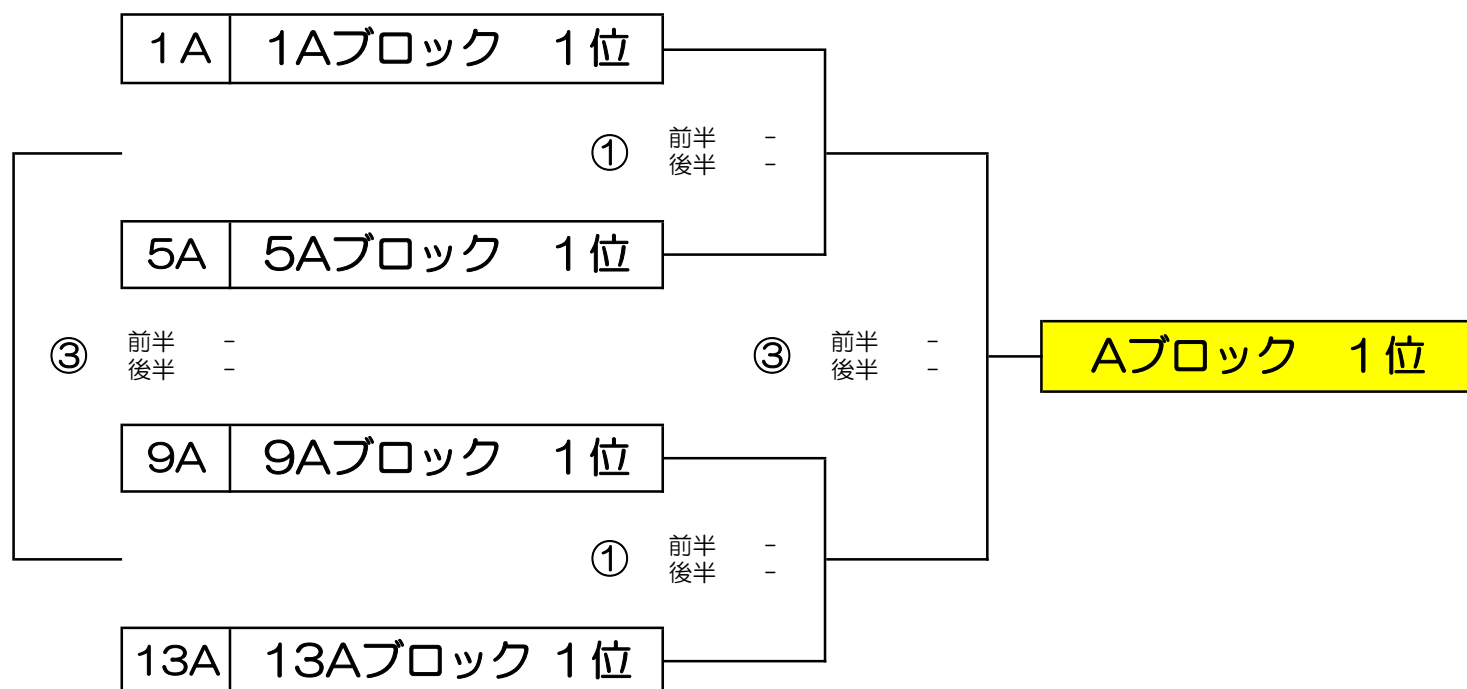 1A 1Aブロック 1位
① 前半 -
後半 -
5A 5Aブロック 1位
③ 前半 -
後半 -
③ 前半 -
後半 -
Aブロック 1位
9A 9Aブロック 1位
① 前半 -
後半 -
13A 13Aブロック 1位